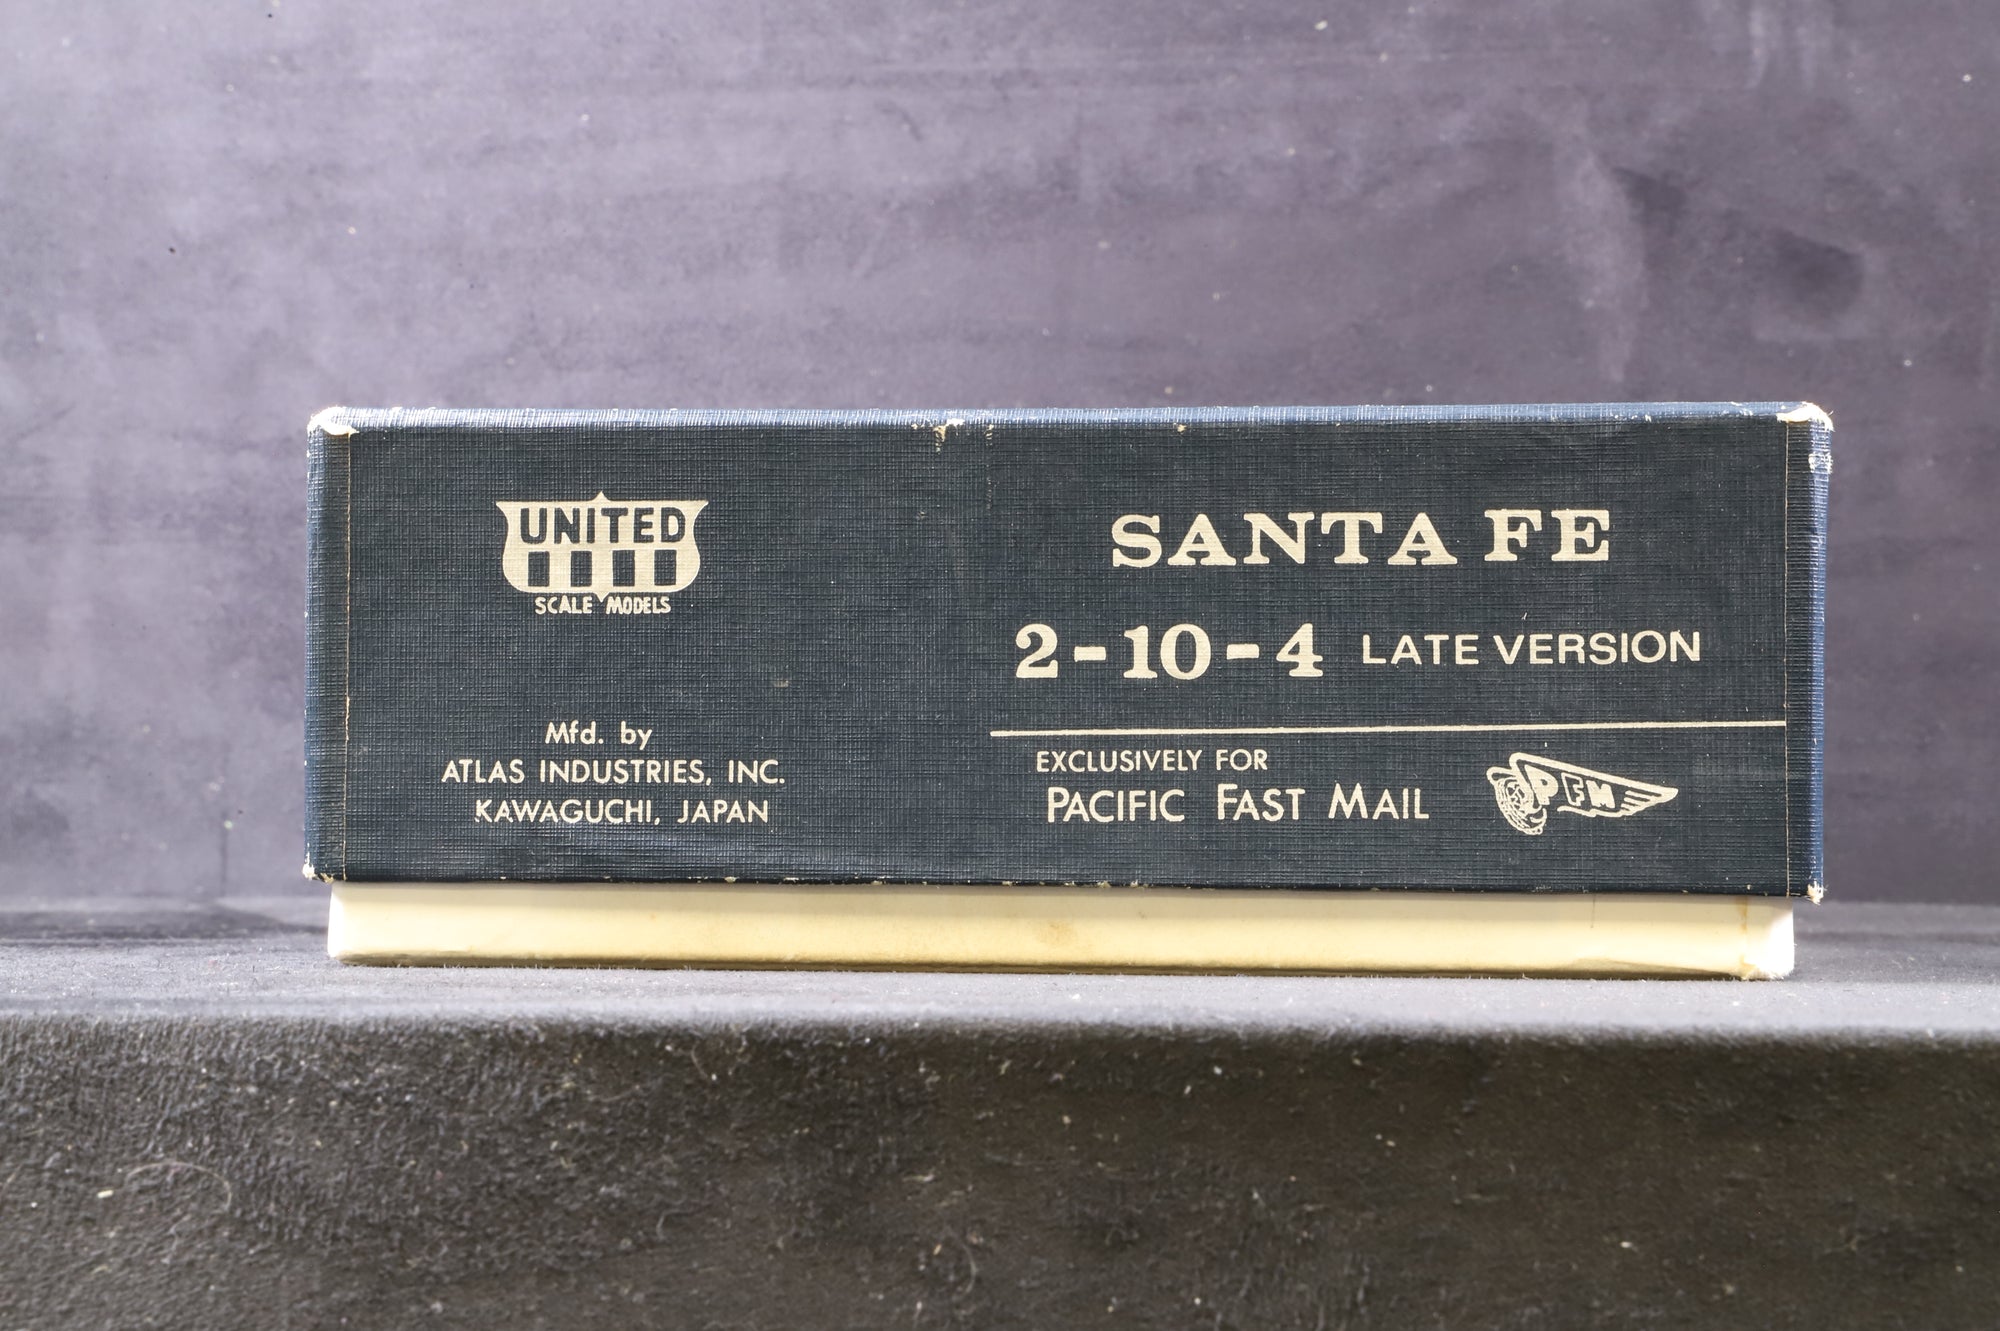 UNITED
SCALE MODELS
Mfd. by
ATLAS INDUSTRIES, INC.
KAWAGUCHI, JAPAN
SANTA FE
2-10-4 LATE VERSION
EXCLUSIVELY FOR
PACIFIC FAST MAIL
PFM